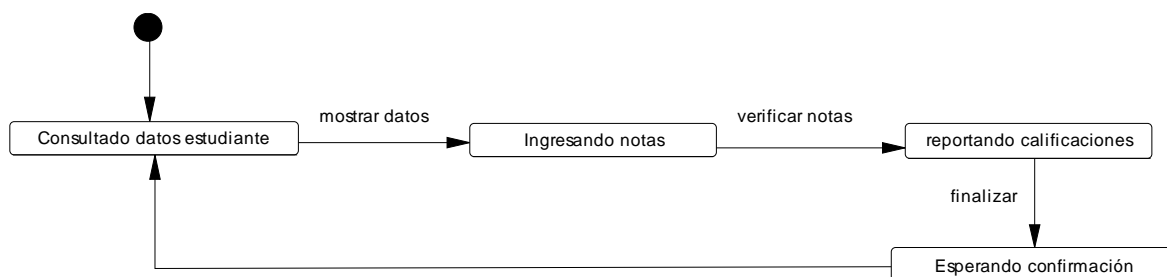 mostrar datos
verificar notas
Consultado datos estudiante
Ingresando notas
reportando calificaciones
finalizar
Esperando confirmación